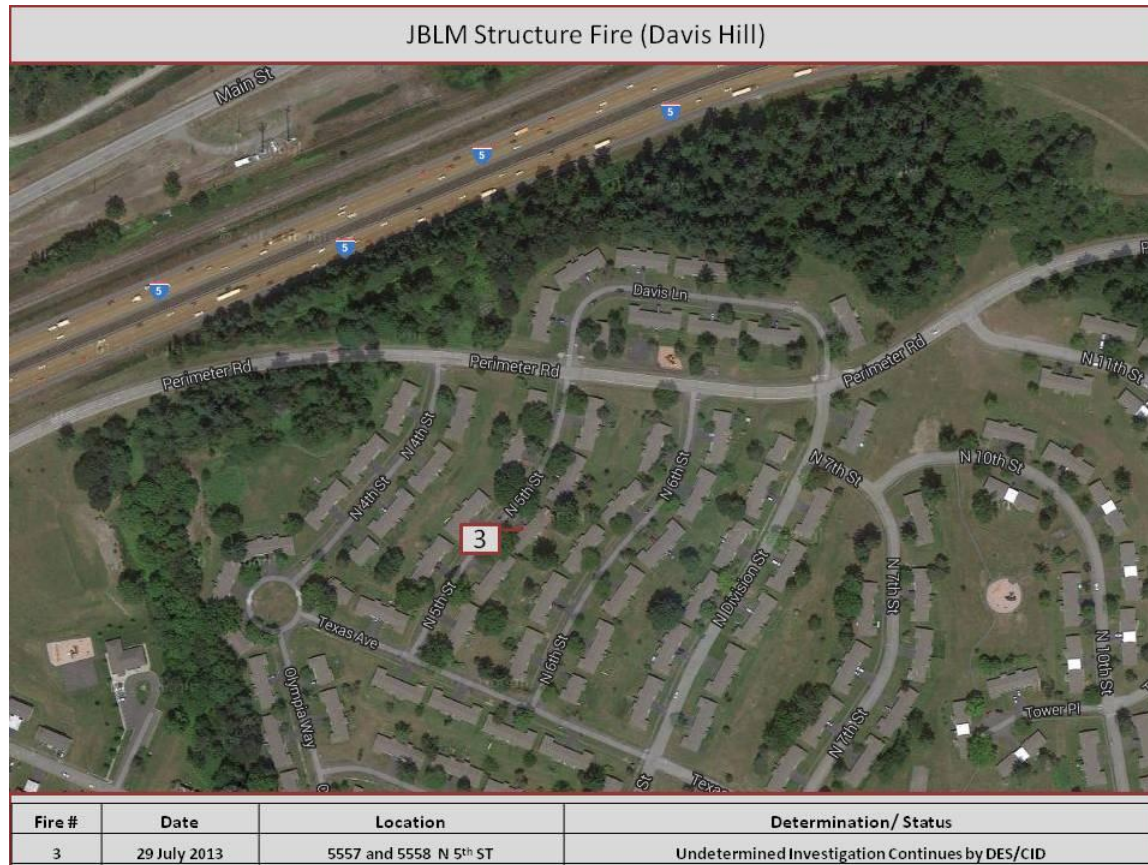 JBLM Structure Fire (Davis Hill)
Main St
5
5
5
5
Davis Ln
Perimeter Rd
Perimeter Rd
Perimeter Rd
N 11th St
N 4th St
N 4th St
N 5th St
N 6th St
N 7th St
N 10th St
3
N Division St
N 7th St
N 5th St
Texas Ave
N 6th St
N 10th St
Olympia Way
Tower Pl
N 7th St
St
Texas
Fire # Date Location Determination/ Status
3 29 July 2013 5557 and 5558 N 5th ST Undetermined Investigation Continues by DES/CID